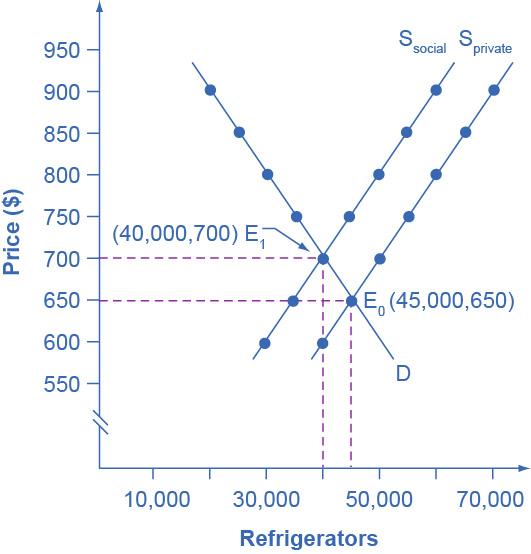 S social S private
950
900
850
800
750
700
650
600
550
Price ($)
(40,000,700) E1
E0 (45,000,650)
D
10,000 30,000 50,000 70,000
Refrigerators